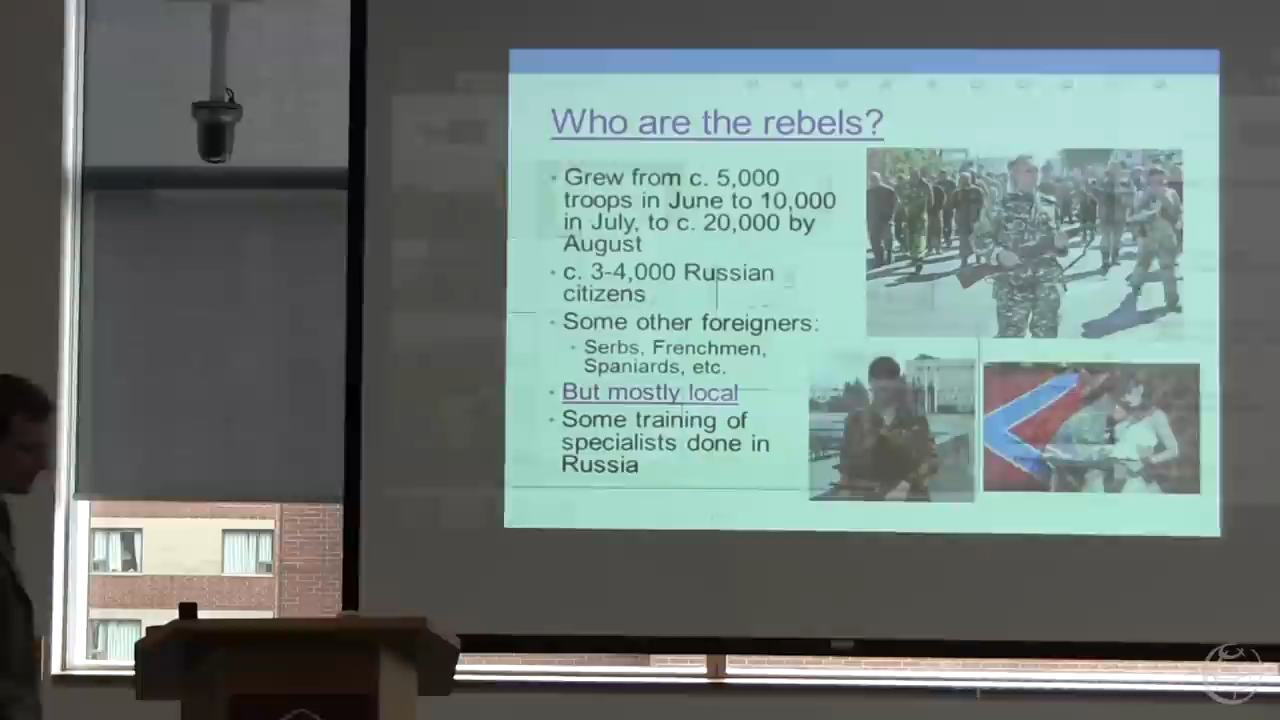 Who are the rebels?
Grew from c. 5,000
troops in June to 10,000
in July, to c. 20,000 by
August
c. 3-4,000 Russian
citizens
Some other foreigners:
Serbs, Frenchmen,
Spaniards, etc.
But mostly local
Some training of
specialists done in
Russia